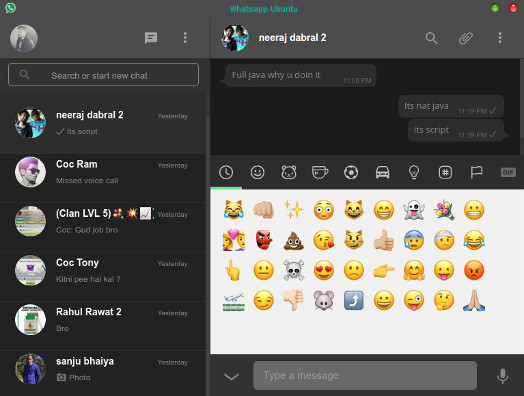 Whatsapp Ubuntu
Search or start new chat
neeraj dabral 2
Yesterday
Its script
Coc Ram
Yesterday
Missed voice call
(Clan LVL 5)
Yesterday
Coc: Gud job bro
Coc Tony
Yesterday
Kitni pee hai kal ?
Rahul Rawat 2
Yesterday
Bro
sanju bhaiya
Yesterday
Photo
neeraj dabral 2
Full java why u doin it
11:06 PM
Its nat java
11:19 PM
Its script
11:19 PM
GIF
Type a message